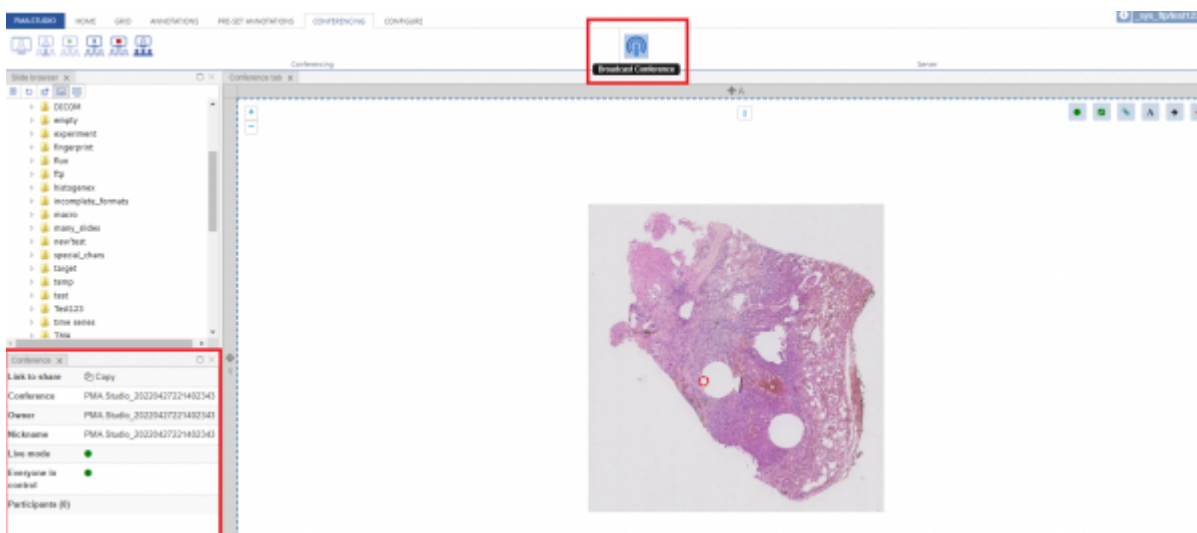 PMA.STUDIO HOME GRID ANNOTATIONS PRE-SET ANNOTATIONS CONFERENCING CONFIGURE
Broadcast Conference
Conferencing Server
Slide browser x Conference tab x
A
DECOM
empty
experiment
fingerprint
flux
ftp
histogenex
incomplete_formats
macro
many_slides
new'test
special_chars
target
temp
test
Test123
time series
TMA
Conference x
Link to share Copy
Conference PMA.Studio_20220427221402343
Owner PMA.Studio_20220427221402343
Nickname PMA.Studio_20220427221402343
Live mode
Everyone in
control
Participants (0)